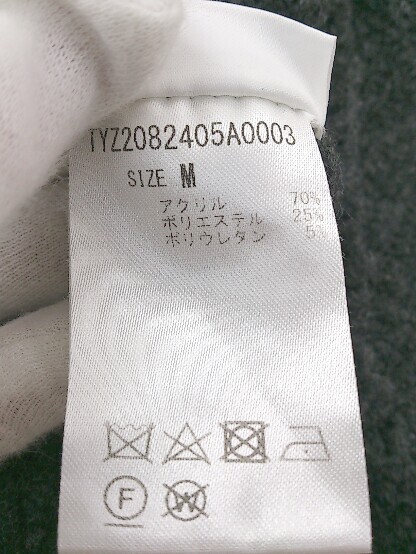 TYZ2082405A0003
SIZE M
アクリル 70%
ポリエステル 25%
ポリウレタン 5%
F W